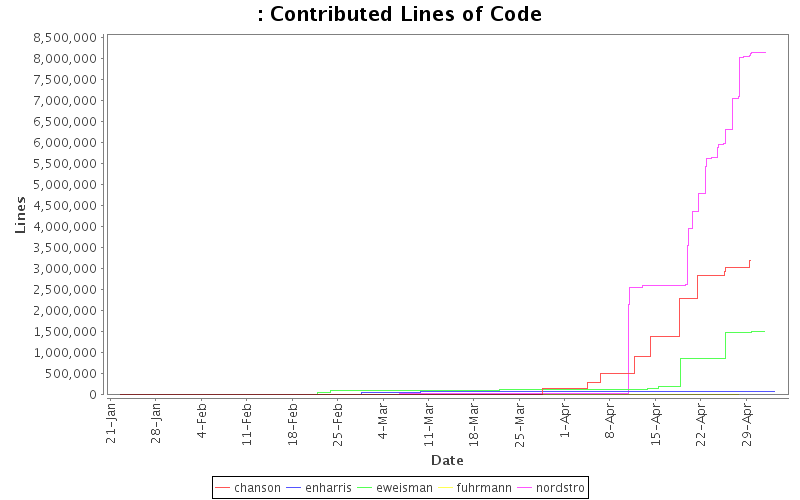 : Contributed Lines of Code
8,500,000
8,000,000
7,500,000
7,000,000
6,500,000
6,000,000
5,500,000
5,000,000
4,500,000
4,000,000
3,500,000
3,000,000
2,500,000
2,000,000
1,500,000
1,000,000
500,000
0
Lines
21-Jan
28-Jan
4-Feb
11-Feb
18-Feb
25-Feb
4-Mar
11-Mar
18-Mar
25-Mar
1-Apr
8-Apr
15-Apr
22-Apr
29-Apr
Date
chanson enharris eweisman fuhrmann nordstro